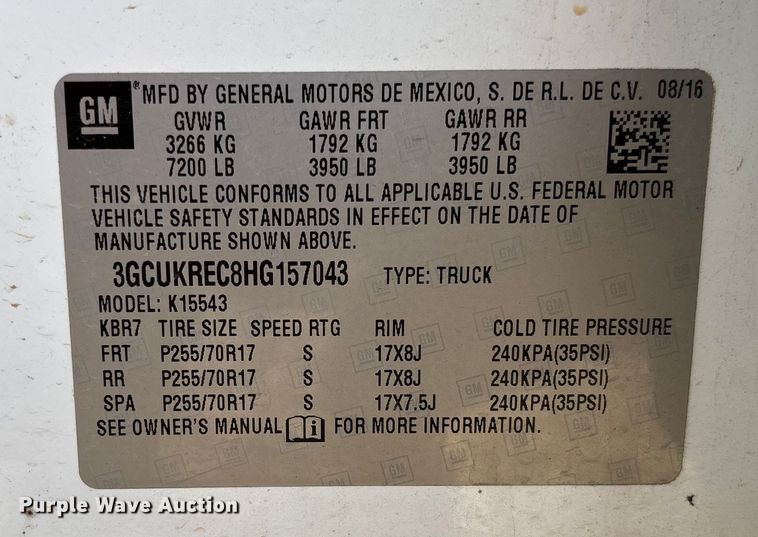 GM ® MFD BY GENERAL MOTORS DE MEXICO, S. DE R.L. DE C.V. 08/16
GVWR GAWR FRT GAWR RR
3266 KG 1792 KG 1792 KG
7200 LB 3950 LB 3950 LB
THIS VEHICLE CONFORMS TO ALL APPLICABLE U.S. FEDERAL MOTOR
VEHICLE SAFETY STANDARDS IN EFFECT ON THE DATE OF
MANUFACTURE SHOWN ABOVE.
3GCUKREC8HG157043 TYPE: TRUCK
MODEL: K15543
KBR7 TIRE SIZE SPEED RTG RIM COLD TIRE PRESSURE
FRT P255/70R17 S 17X8J 240KPA(35PSI)
RR P255/70R17 S 17X8J 240KPA(35PSI)
SPA P255/70R17 S 17X7.5J 240KPA(35PSI)
SEE OWNER'S MANUAL FOR MORE INFORMATION.
Purple Wave Auction